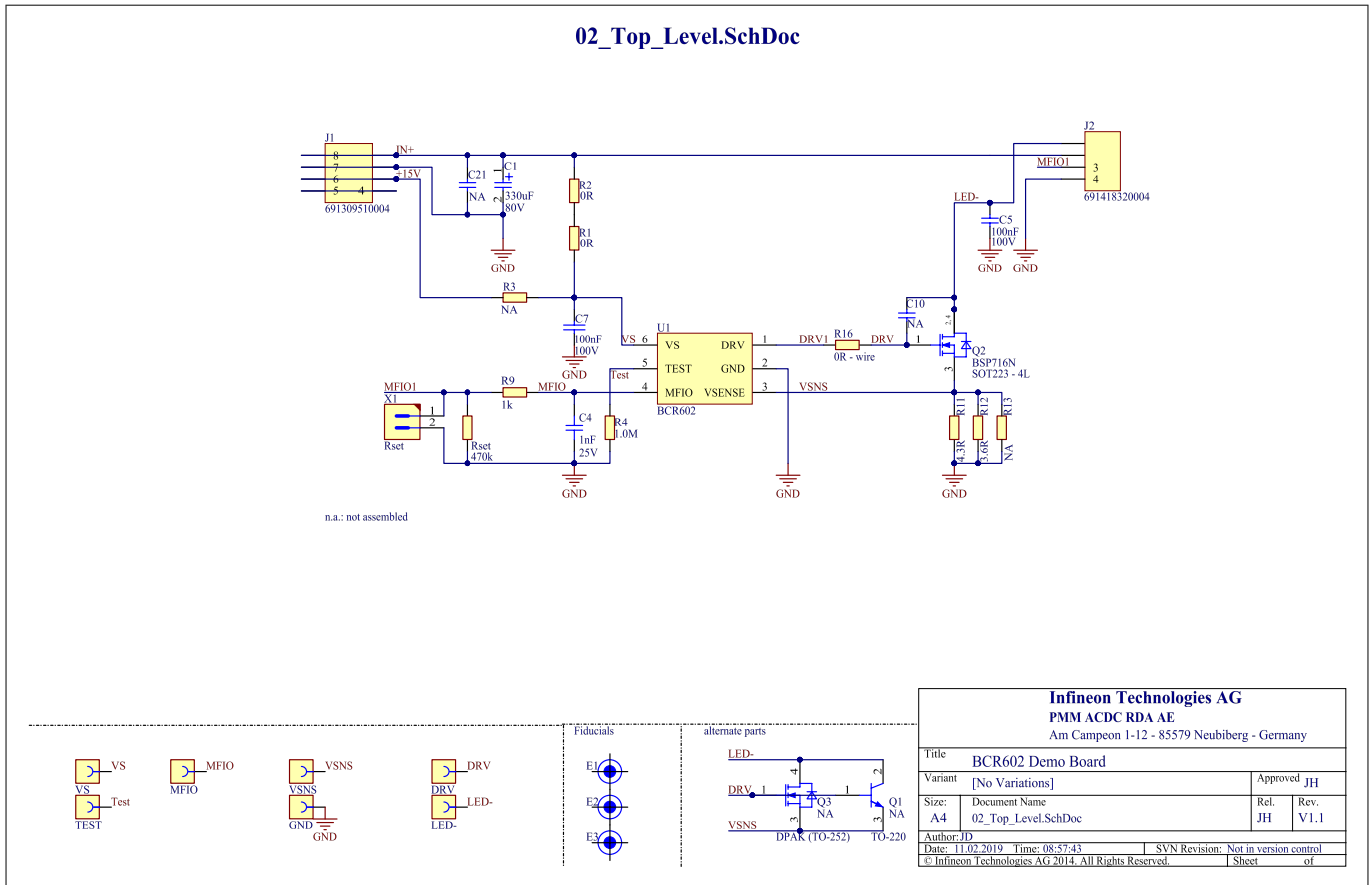 02_Top_Level.SchDoc
J1
8
7
6
5 4
691309510004
IN+
+15V
C21
NA
1
C1
+
2
330uF
80V
GND
R2
0R
R1
0R
R3
NA
C7
100nF
100V
GND
J2
MFIO1
3
4
691418320004
LED-
C5
100nF
100V
GND
GND
C10
NA
U1
VS 6
VS
DRV
1
5
TEST
GND
2
Test
4
MFIO
VSENSE
3
BCR602
DRV1
R16
0R - wire
DRV
1
2, 4
Q2
BSP716N
SOT223 - 4L
3
VSNS
MFIO1
X1
1
2
Rset
Rset
470k
R9
1k
MFIO
C4
1nF
25V
R4
1.0M
GND
GND
R11
4.3R
R12
3.6R
R13
NA
GND
n.a.: not assembled
VS
VS
Test
TEST
MFIO
MFIO
VSNS
VSNS
GND
GND
DRV
DRV
LED-
LED-
Fiducials
E1
E2
E3
alternate parts
LED-
4
2
DRV
1
1
Q3
NA
Q1
NA
3
3
VSNS
DPAK (TO-252)
TO-220
Infineon Technologies AG
PMM ACDC RDA AE
Am Campeon 1-12 - 85579 Neubiberg - Germany
Title
BCR602 Demo Board
Variant
[No Variations]
Approved
JH
Size:
A4
Document Name
02_Top_Level.SchDoc
Rel.
JH
Rev.
V1.1
Author: JD
Date: 11.02.2019 Time: 08:57:43
SVN Revision: Not in version control
© Infineon Technologies AG 2014. All Rights Reserved.
Sheet of